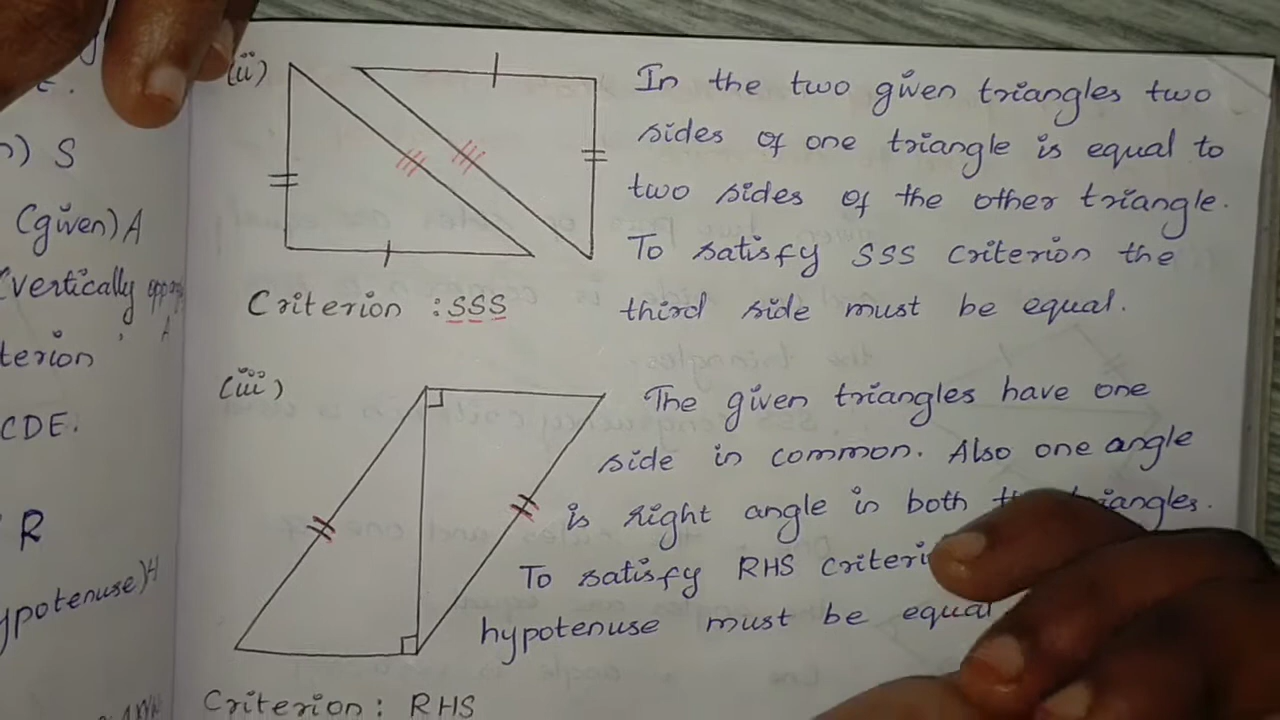 ) S
(given) A
(vertically
terion
CDE.
R
ypotenuse) H
(ii)
In the two given triangles two
sides of one triangle is equal to
two sides of the other triangle.
To satisfy SSS criterion the
third side must be equal.
Criterion : SSS
(iii)
The given triangles have one
side in common. Also one angle
is right angle in both triangles.
To satisfy RHS
hypotenuse must be equal
Criterion : RHS